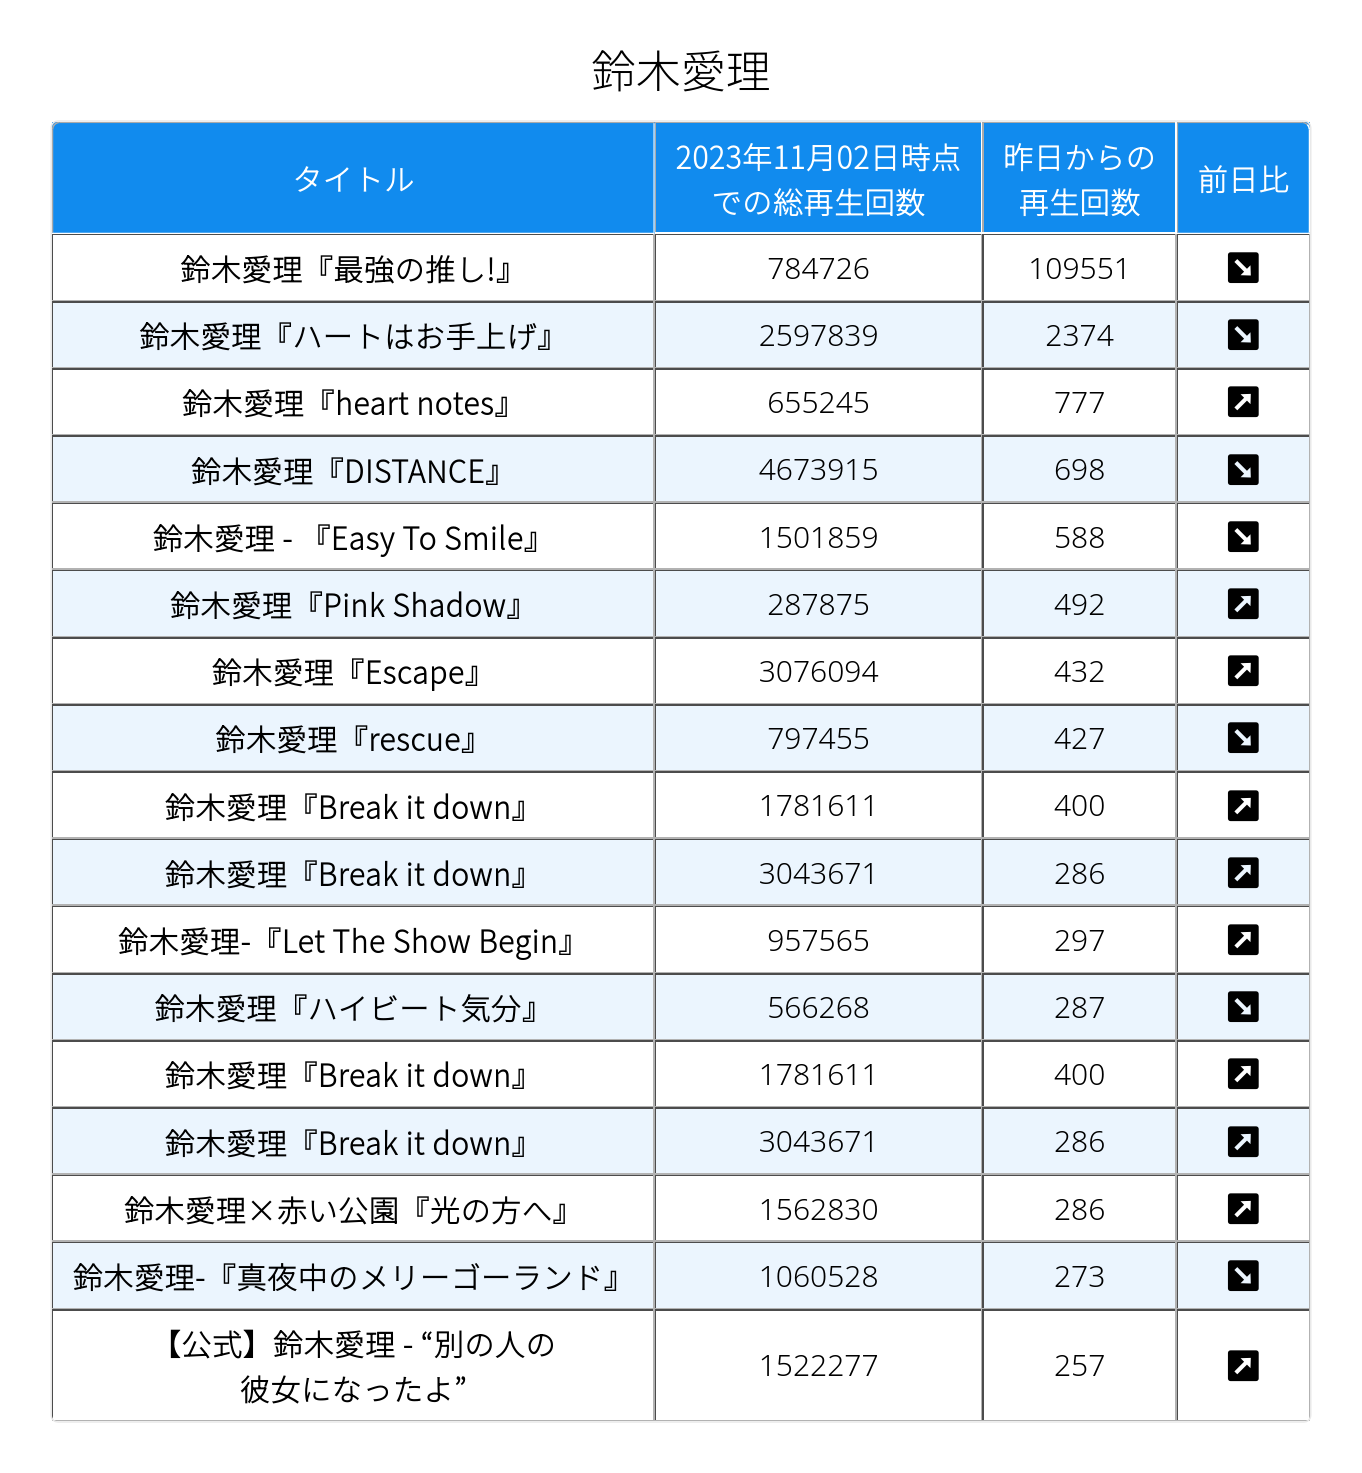 鈴木愛理
タイトル
2023年11月02日時点
での総再生回数
昨日からの
再生回数
前日比
鈴木愛理『最強の推し!』 784726 109551 ↘
鈴木愛理『ハートはお手上げ』 2597839 2374 ↘
鈴木愛理『heart notes』 655245 777 ↗
鈴木愛理『DISTANCE』 4673915 698 ↘
鈴木愛理 - 『Easy To Smile』 1501859 588 ↘
鈴木愛理『Pink Shadow』 287875 492 ↗
鈴木愛理『Escape』 3076094 432 ↗
鈴木愛理『rescue』 797455 427 ↘
鈴木愛理『Break it down』 1781611 400 ↗
鈴木愛理『Break it down』 3043671 286 ↗
鈴木愛理-『Let The Show Begin』 957565 297 ↗
鈴木愛理『ハイビート気分』 566268 287 ↘
鈴木愛理『Break it down』 1781611 400 ↗
鈴木愛理『Break it down』 3043671 286 ↗
鈴木愛理×赤い公園『光の方へ』 1562830 286 ↗
鈴木愛理-『真夜中のメリーゴーランド』 1060528 273 ↘
【公式】鈴木愛理 - “別の人の
彼女になったよ” 1522277 257 ↗